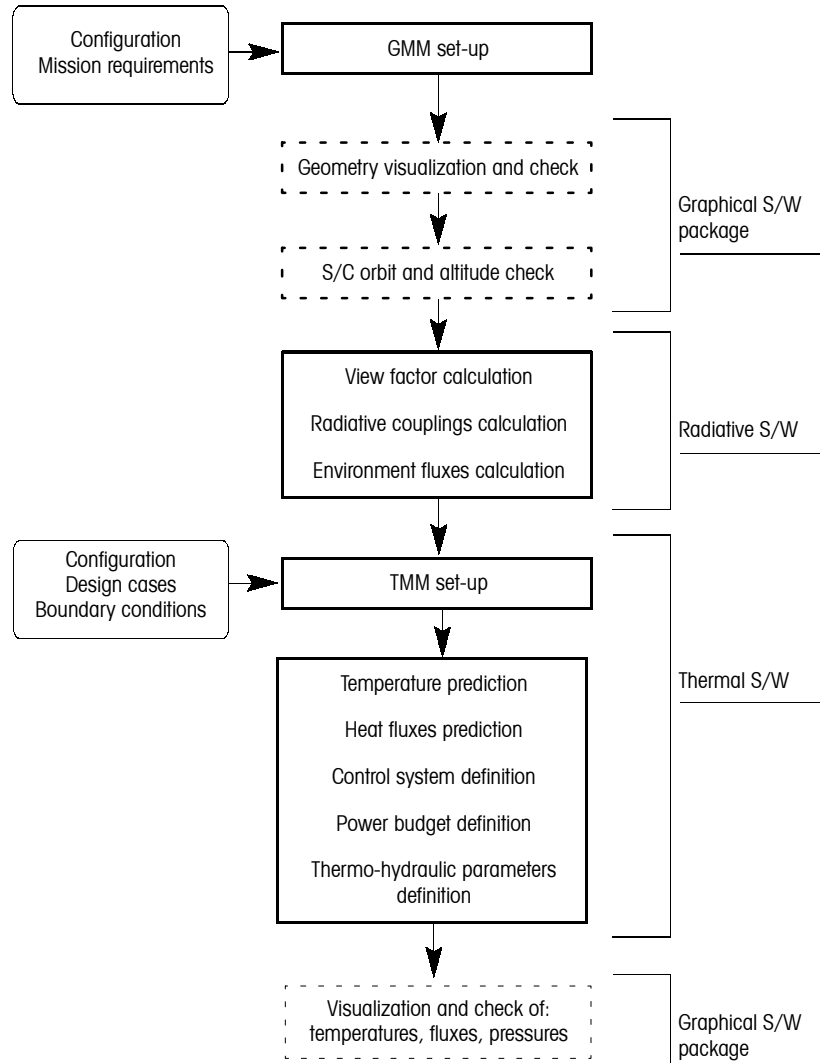 Configuration
Mission requirements
GMM set-up
Geometry visualization and check
S/C orbit and altitude check
Graphical S/W
package
View factor calculation
Radiative couplings calculation
Environment fluxes calculation
Radiative S/W
Configuration
Design cases
Boundary conditions
TMM set-up
Temperature prediction
Heat fluxes prediction
Control system definition
Power budget definition
Thermo-hydraulic parameters
definition
Thermal S/W
Visualization and check of:
temperatures, fluxes, pressures
Graphical S/W
package